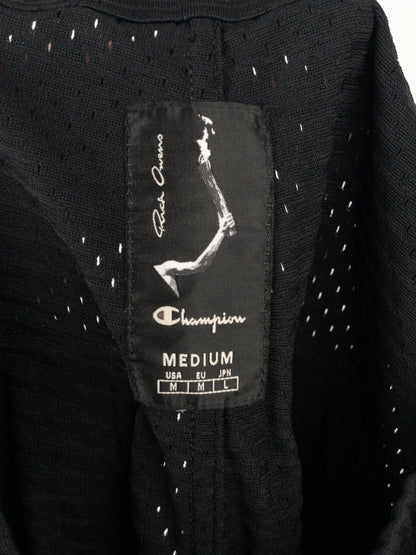 Rick Owens
Champion
MEDIUM
USA EU JPN
M M L